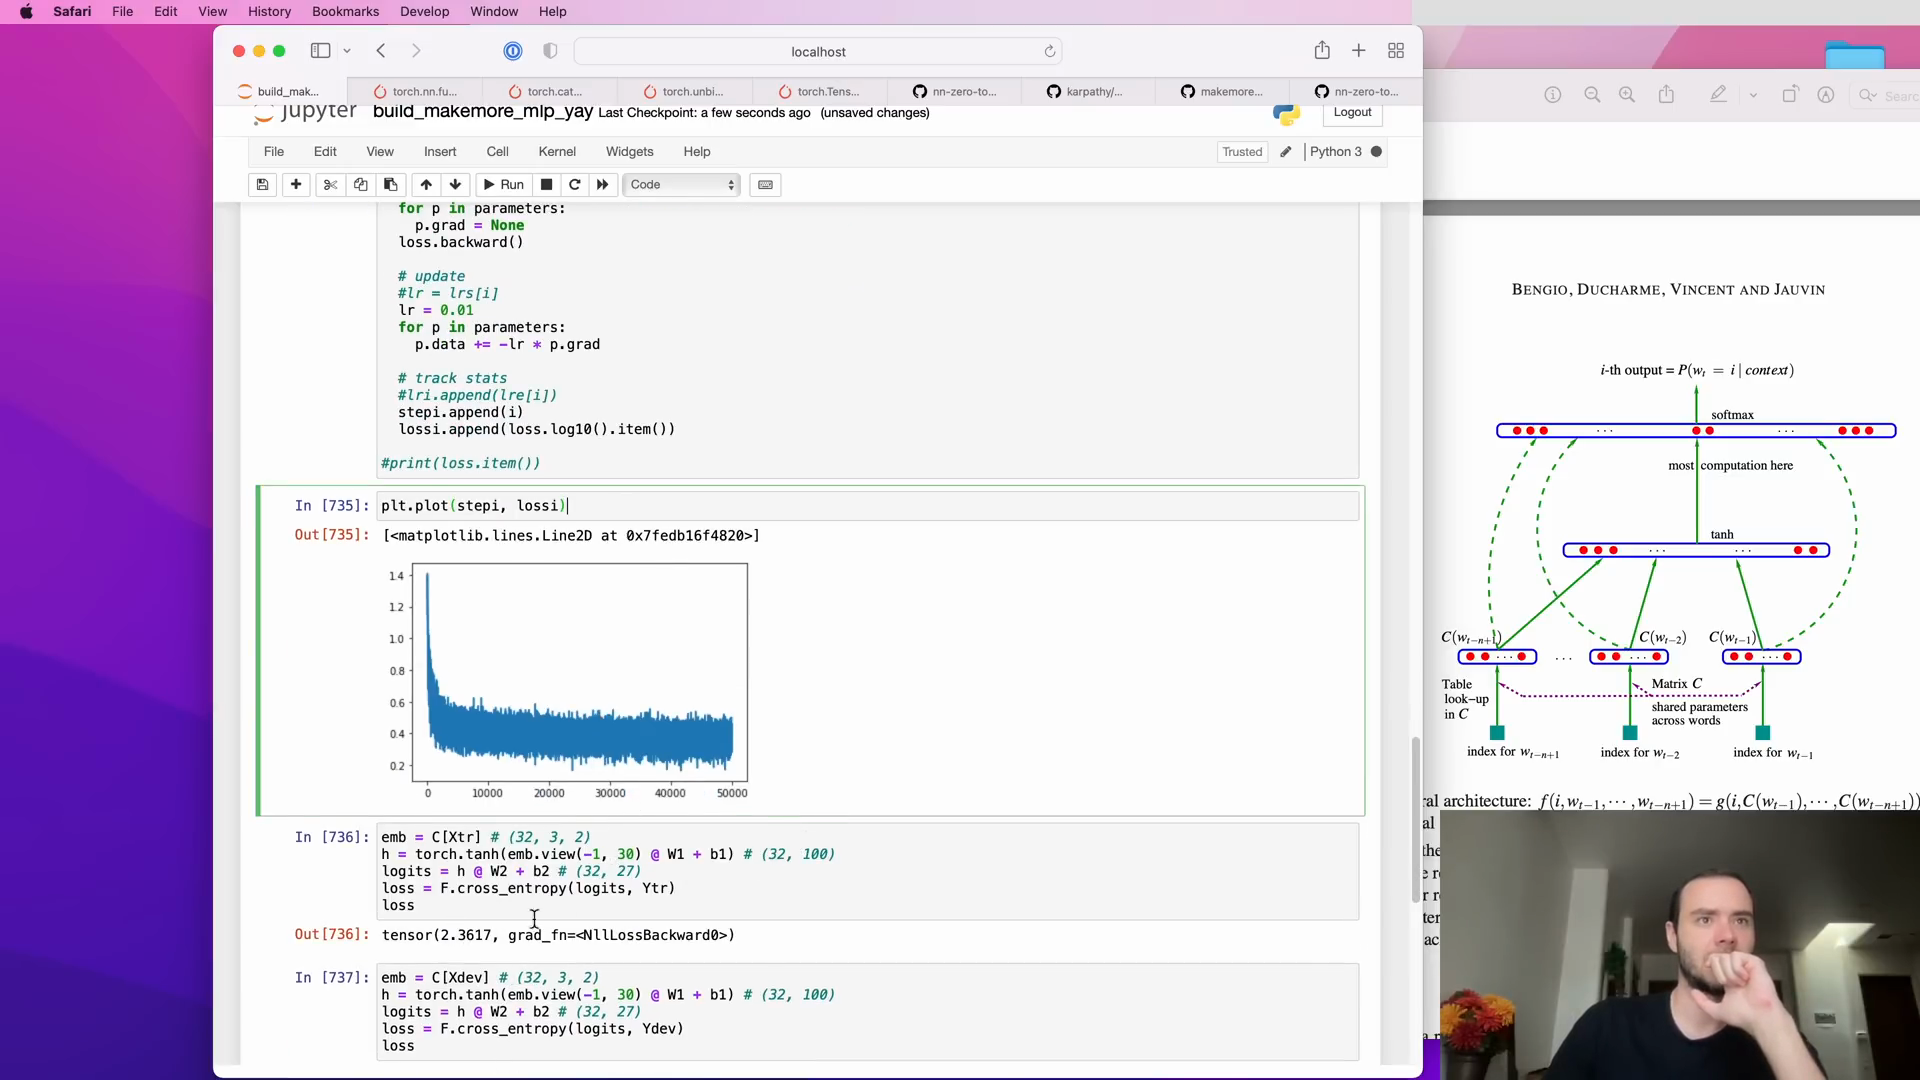 Safari File Edit View History Bookmarks Develop Window Help
localhost
build_mak... torch.nn.fu... torch.cat... torch.unbi... torch.Tens... nn-zero-to... karpathy/... makemore... nn-zero-to...
jupyter build_makemore_mlp_yay Last Checkpoint: a few seconds ago (unsaved changes) Logout
File Edit View Insert Cell Kernel Widgets Help Trusted Python 3
Run Code
for p in parameters:
p.grad = None
loss.backward()
# update
#lr = lrs[i]
lr = 0.01
for p in parameters:
p.data += -lr * p.grad
# track stats
#lri.append(lre[i])
stepi.append(i)
lossi.append(loss.log10().item())
#print(loss.item())
In [735]: plt.plot(stepi, lossi)
Out[735]: [<matplotlib.lines.Line2D at 0x7fedb16f4820>]
1.4
1.2
1.0
0.8
0.6
0.4
0.2
0 10000 20000 30000 40000 50000
In [736]: emb = C[Xtr] # (32, 3, 2)
h = torch.tanh(emb.view(-1, 30) @ W1 + b1) # (32, 100)
logits = h @ W2 + b2 # (32, 27)
loss = F.cross_entropy(logits, Ytr)
loss
Out[736]: tensor(2.3617, grad_fn=<NllLossBackward0>)
In [737]: emb = C[Xdev] # (32, 3, 2)
h = torch.tanh(emb.view(-1, 30) @ W1 + b1) # (32, 100)
logits = h @ W2 + b2 # (32, 27)
loss = F.cross_entropy(logits, Ydev)
loss
Search
BENGIO, DUCHARME, VINCENT AND JAUVIN
i-th output = P(w_t = i | context)
softmax
. . . . . .
most computation here
tanh
. . . . . .
C(w_{t−n+1}) C(w_{t−2}) C(w_{t−1})
. . . . . . . . . . . .
Table
look−up
in C
Matrix C
shared parameters
across words
index for w_{t−n+1} index for w_{t−2} index for w_{t−1}
ral architecture: f(i, w_{t−1}, ⋯, w_{t−n+1}) = g(i, C(w_{t−1}), ⋯, C(w_{t−n+1}))